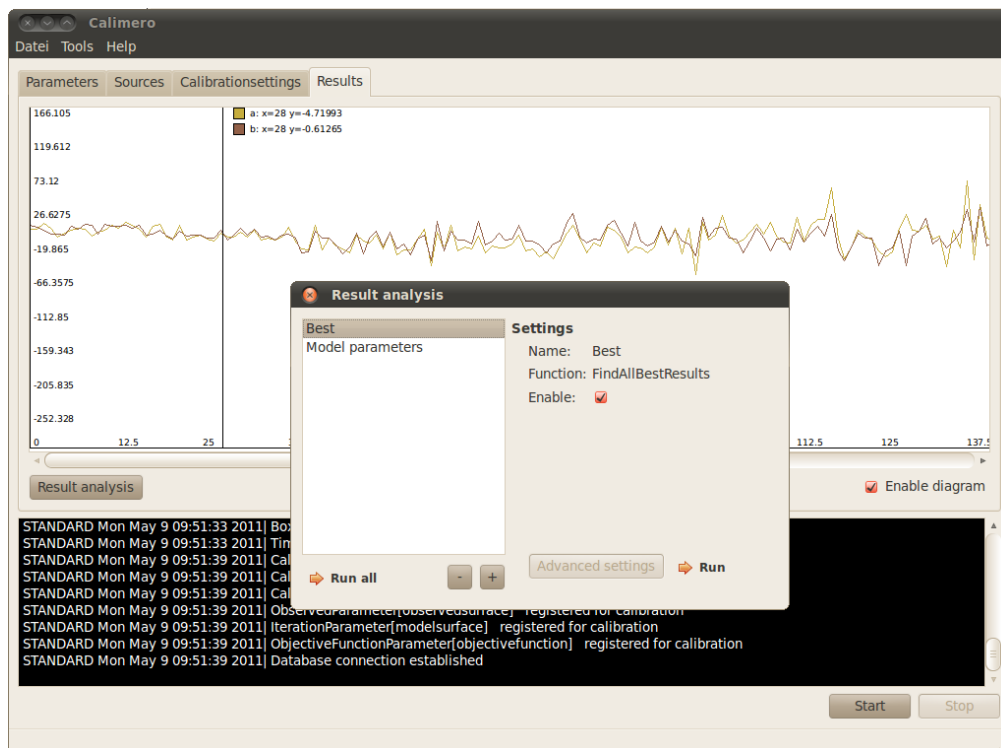 Calimero
Datei Tools Help
Parameters Sources Calibrationsettings Results
166.105
a: x=28 y=-4.71993
b: x=28 y=-0.61265
119.612
73.12
26.6275
-19.865
-66.3575
-112.85
-159.343
-205.835
-252.328
0 12.5 25 112.5 125 137.5
Result analysis
Enable diagram
Result analysis
Best
Model parameters
Settings
Name: Best
Function: FindAllBestResults
Enable:
Run all
- +
Advanced settings
Run
STANDARD Mon May 9 09:51:33 2011| Box
STANDARD Mon May 9 09:51:33 2011| Tim
STANDARD Mon May 9 09:51:39 2011| Cal
STANDARD Mon May 9 09:51:39 2011| Cal
STANDARD Mon May 9 09:51:39 2011| Cal
STANDARD Mon May 9 09:51:39 2011| ObservedParameter[observedsurface] registered for calibration
STANDARD Mon May 9 09:51:39 2011| IterationParameter[modelsurface] registered for calibration
STANDARD Mon May 9 09:51:39 2011| ObjectiveFunctionParameter[objectivefunction] registered for calibration
STANDARD Mon May 9 09:51:39 2011| Database connection established
Start Stop